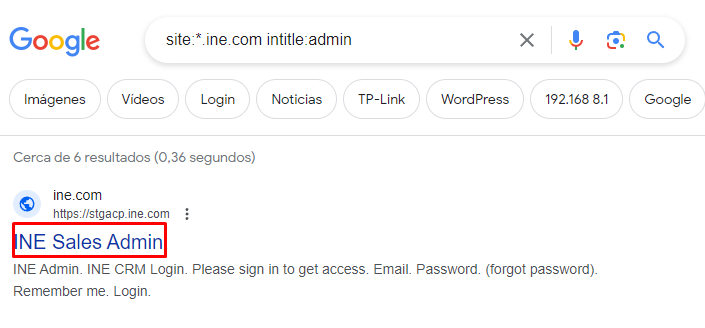 Google
site:*.ine.com intitle:admin
Imágenes Vídeos Login Noticias TP-Link WordPress 192.168 8.1 Google
Cerca de 6 resultados (0,36 segundos)
ine.com
https://stgacp.ine.com
INE Sales Admin
INE Admin. INE CRM Login. Please sign in to get access. Email. Password. (forgot password).
Remember me. Login.